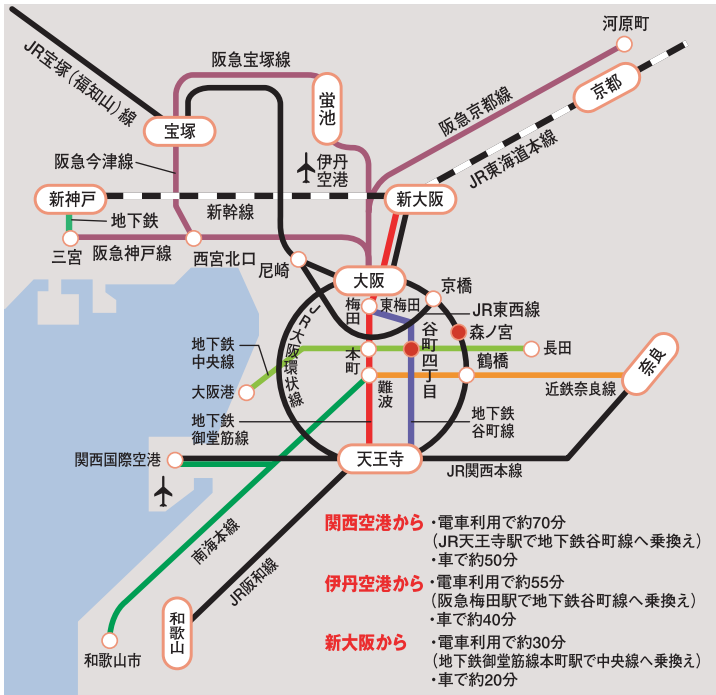 河原町
阪急宝塚線
JR宝塚(福知山)線
蛍池
京都
阪急京都線
宝塚
JR東海道本線
阪急今津線
伊丹
空港
新神戸
新大阪
地下鉄
新幹線
三宮
阪急神戸線
西宮北口
尼崎
大阪
京橋
梅田
東梅田
JR東西線
JR大阪環状線
谷町四丁目
森ノ宮
地下鉄
中央線
本町
長田
鶴橋
奈良
大阪港
難波
近鉄奈良線
地下鉄
御堂筋線
地下鉄
谷町線
関西国際空港
天王寺
JR関西本線
南海本線
JR阪和線
和歌山
和歌山市
関西空港から ・電車利用で約70分
(JR天王寺駅で地下鉄谷町線へ乗換え)
・車で約50分
伊丹空港から ・電車利用で約55分
(阪急梅田駅で地下鉄谷町線へ乗換え)
・車で約40分
新大阪から ・電車利用で約30分
(地下鉄御堂筋線本町駅で中央線へ乗換え)
・車で約20分